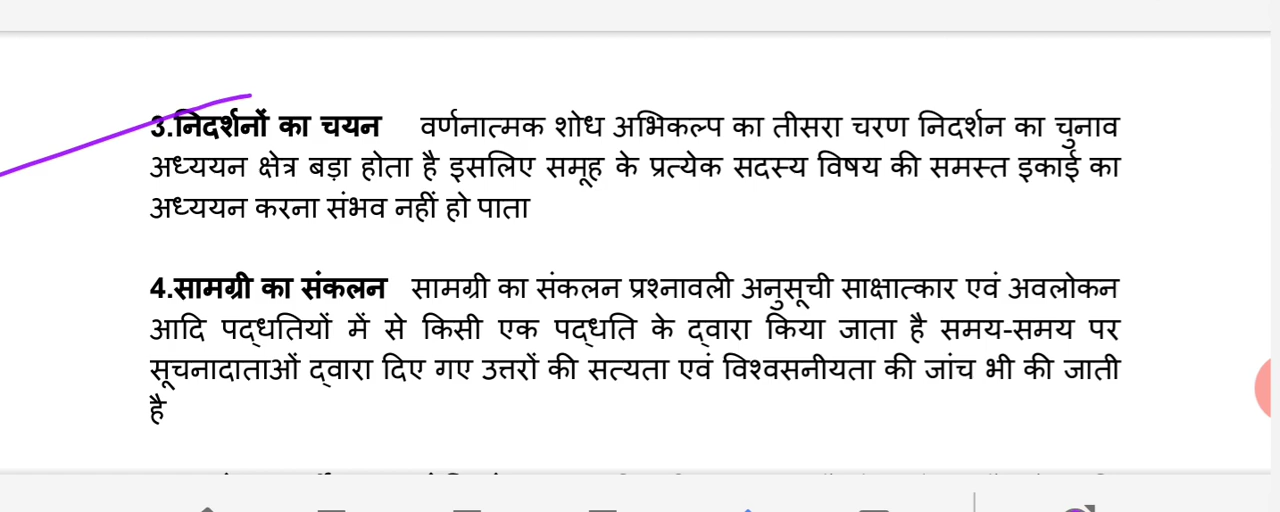 3.निदर्शनों का चयन वर्णनात्मक शोध अभिकल्प का तीसरा चरण निदर्शन का चुनाव
अध्ययन क्षेत्र बड़ा होता है इसलिए समूह के प्रत्येक सदस्य विषय की समस्त इकाई का
अध्ययन करना संभव नहीं हो पाता
4.सामग्री का संकलन सामग्री का संकलन प्रश्नावली अनुसूची साक्षात्कार एवं अवलोकन
आदि पद्धतियों में से किसी एक पद्धति के द्वारा किया जाता है समय-समय पर
सूचनादाताओं द्वारा दिए गए उत्तरों की सत्यता एवं विश्वसनीयता की जांच भी की जाती
है